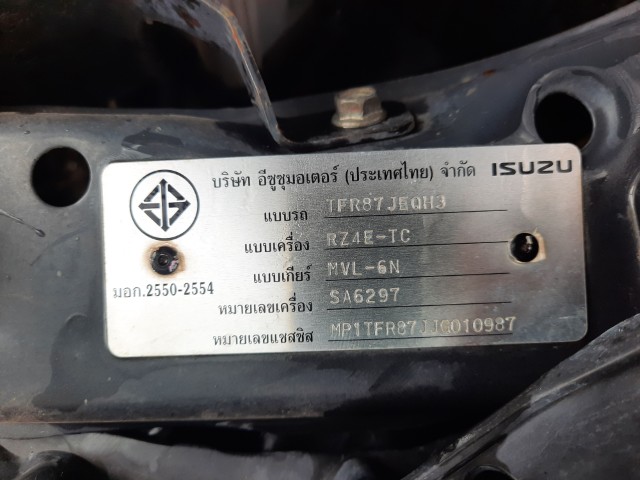 บริษัท อีซูซุมอเตอร์ (ประเทศไทย) จำกัด ISUZU
แบบรถ TFR87JEQH3
แบบเครื่อง RZ4E-TC
แบบเกียร์ MVL-6N
มอก.2550-2554
หมายเลขเครื่อง SA6297
หมายเลขแชสซิส MP1TFR87JJG010987